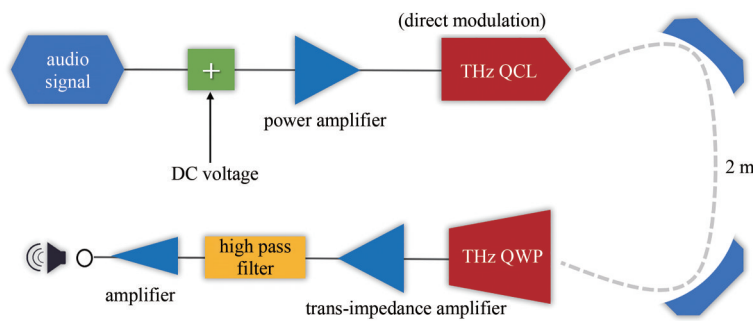 (direct modulation)
audio
signal
+
THz QCL
power amplifier
DC voltage
2 m
high pass
filter
THz QWP
amplifier
trans-impedance amplifier